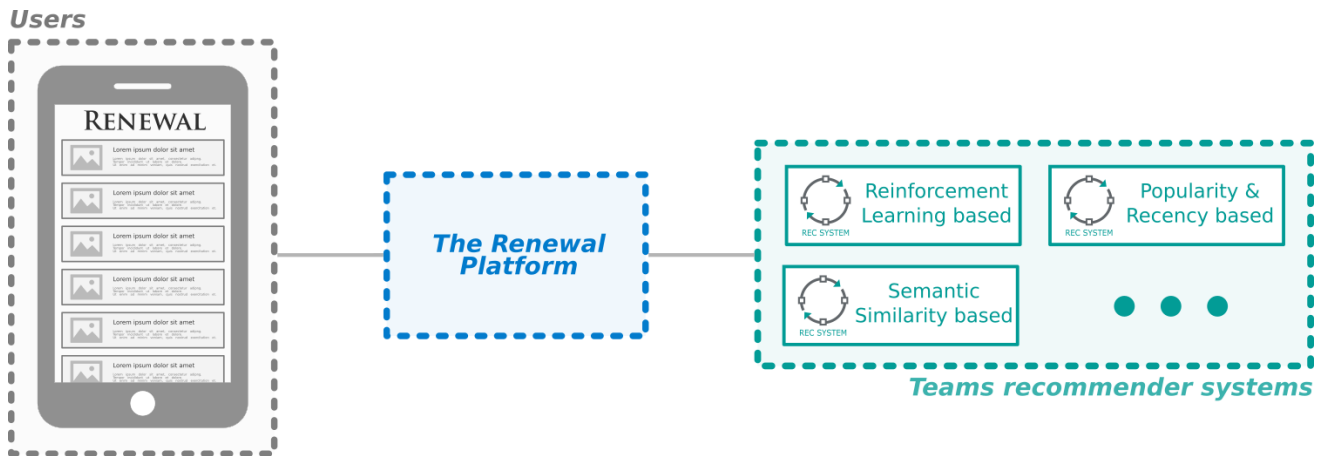 Users
RENEWAL
Lorem ipsum dolor sit amet
Lorem ipsum dolor sit amet
Lorem ipsum dolor sit amet
Lorem ipsum dolor sit amet
Lorem ipsum dolor sit amet
Lorem ipsum dolor sit amet
The Renewal
Platform
Reinforcement
Learning based
REC SYSTEM
Popularity &
Recency based
REC SYSTEM
Semantic
Similarity based
REC SYSTEM
Teams recommender systems